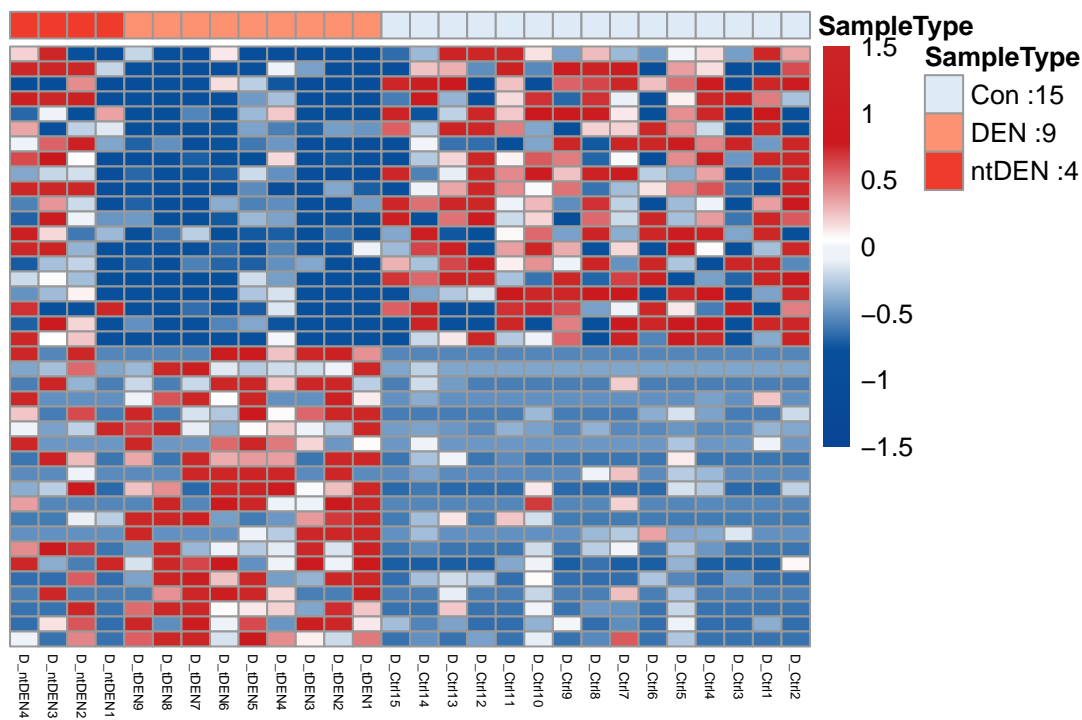 SampleType
1.5
1
0.5
0
−0.5
−1
−1.5
SampleType
Con :15
DEN :9
ntDEN :4
D_ntDEN4
D_ntDEN3
D_ntDEN2
D_ntDEN1
D_tDEN9
D_tDEN8
D_tDEN7
D_tDEN6
D_tDEN5
D_tDEN4
D_tDEN3
D_tDEN2
D_tDEN1
D_Ctrl15
D_Ctrl14
D_Ctrl13
D_Ctrl12
D_Ctrl11
D_Ctrl10
D_Ctrl9
D_Ctrl8
D_Ctrl7
D_Ctrl6
D_Ctrl5
D_Ctrl4
D_Ctrl3
D_Ctrl1
D_Ctrl2